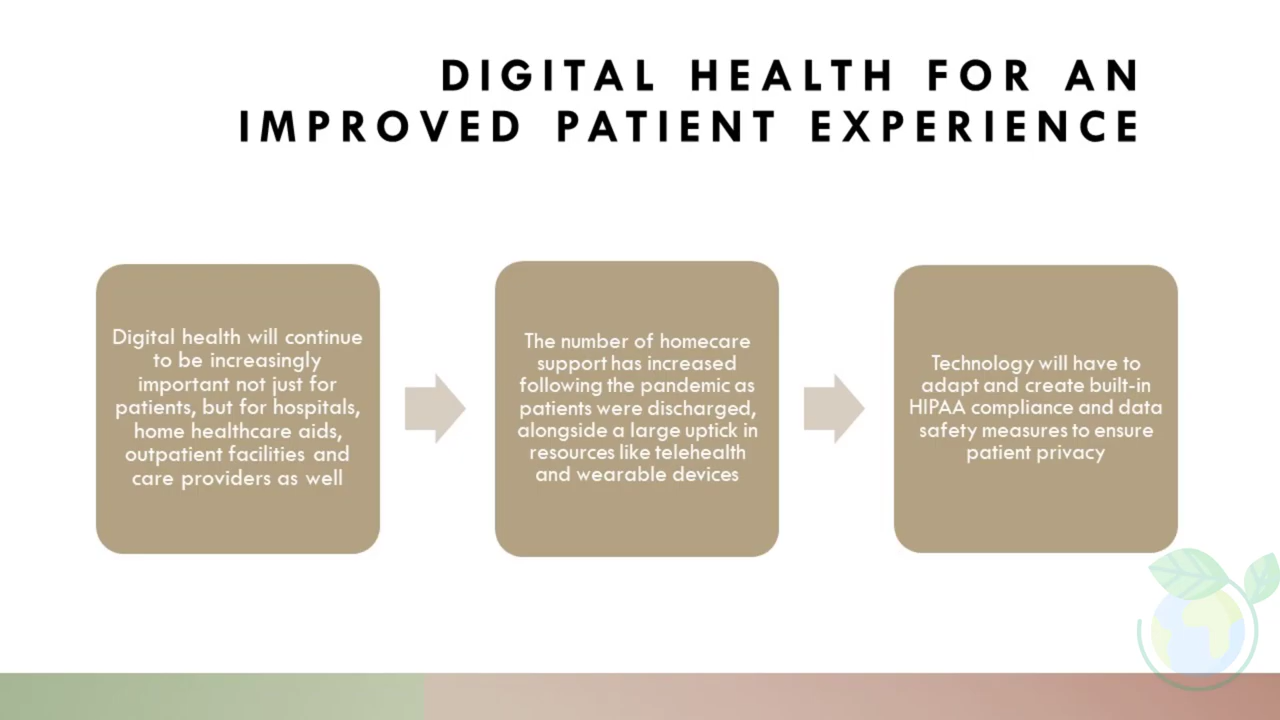 DIGITAL HEALTH FOR AN
IMPROVED PATIENT EXPERIENCE
Digital health will continue
to be increasingly
important not just for
patients, but for hospitals,
home healthcare aids,
outpatient facilities and
care providers as well
The number of homecare
support has increased
following the pandemic as
patients were discharged,
alongside a large uptick in
resources like telehealth
and wearable devices
Technology will have to
adapt and create built-in
HIPAA compliance and data
safety measures to ensure
patient privacy